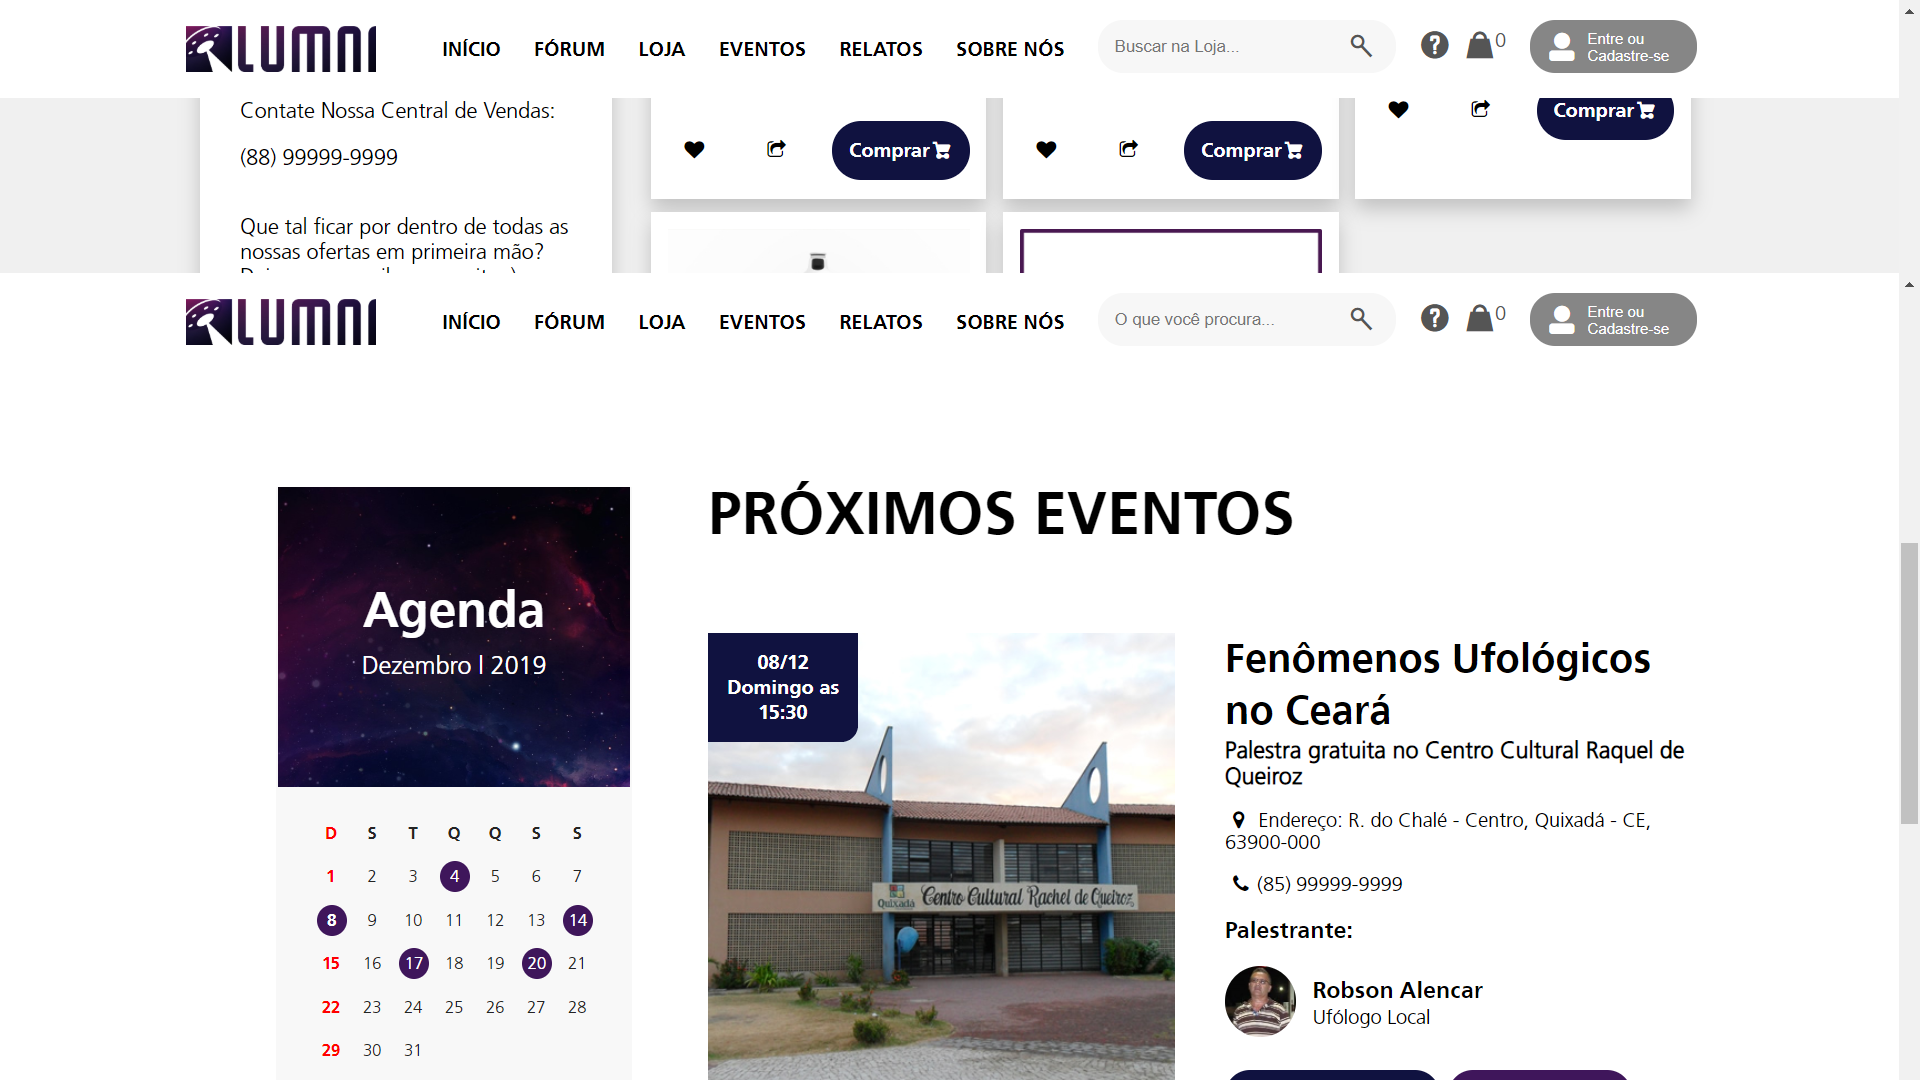 LUMNI
INÍCIO FÓRUM LOJA EVENTOS RELATOS SOBRE NÓS
Buscar na Loja...
0
Entre ou
Cadastre-se
Contate Nossa Central de Vendas:
(88) 99999-9999
Que tal ficar por dentro de todas as
nossas ofertas em primeira mão?
Comprar
Comprar
Comprar
LUMNI
INÍCIO FÓRUM LOJA EVENTOS RELATOS SOBRE NÓS
O que você procura...
0
Entre ou
Cadastre-se
Agenda
Dezembro | 2019
D S T Q Q S S
1 2 3 4 5 6 7
8 9 10 11 12 13 14
15 16 17 18 19 20 21
22 23 24 25 26 27 28
29 30 31
PRÓXIMOS EVENTOS
08/12
Domingo as
15:30
Quixadá
Centro Cultural Rachel de Queiroz
Fenômenos Ufológicos
no Ceará
Palestra gratuita no Centro Cultural Raquel de
Queiroz
Endereço: R. do Chalé - Centro, Quixadá - CE,
63900-000
(85) 99999-9999
Palestrante:
Robson Alencar
Ufólogo Local